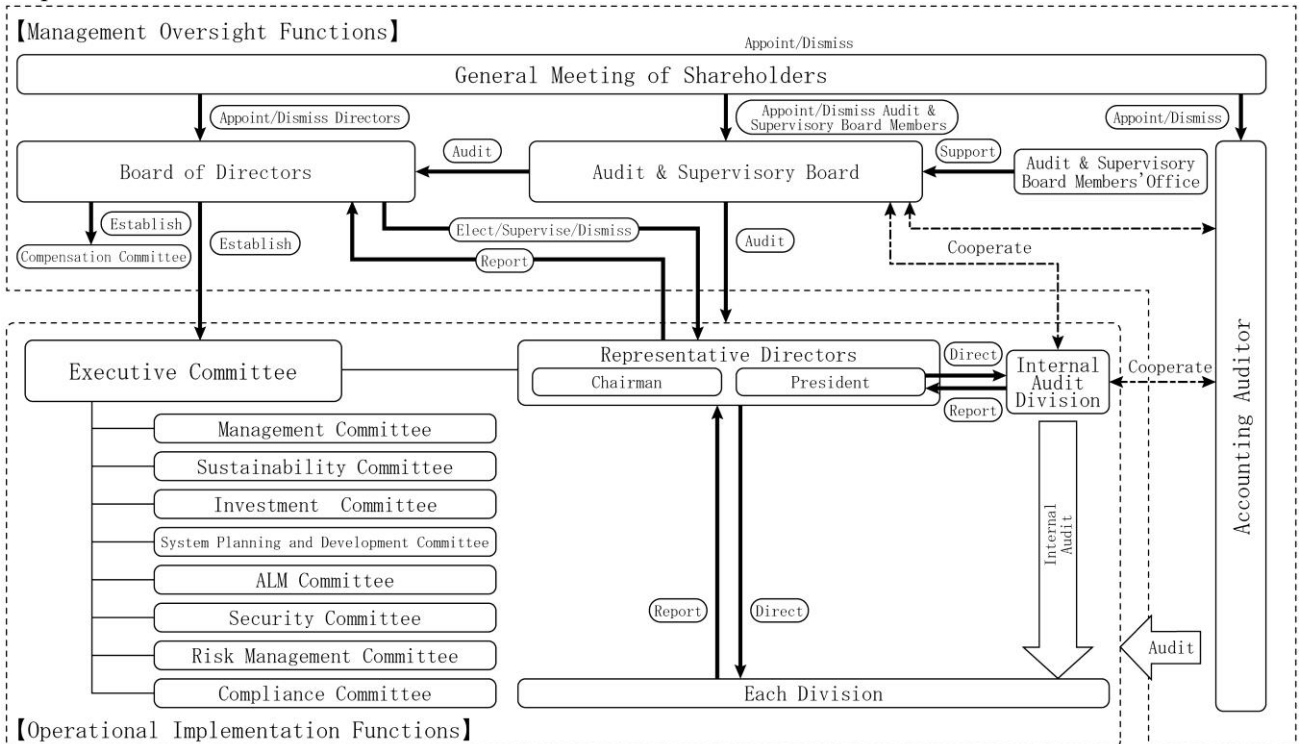 【Management Oversight Functions】
Appoint/Dismiss
General Meeting of Shareholders
Appoint/Dismiss Directors
Appoint/Dismiss Audit &
Supervisory Board Members
Appoint/Dismiss
Board of Directors
Audit
Audit & Supervisory Board
Support
Audit & Supervisory
Board Members'Office
Establish
Compensation Committee
Establish
Elect/Supervise/Dismiss
Report
Audit
Cooperate
Accounting Auditor
Executive Committee
Representative Directors
Chairman
President
Direct
Report
Internal
Audit
Division
Cooperate
Management Committee
Sustainability Committee
Investment Committee
System Planning and Development Committee
ALM Committee
Security Committee
Risk Management Committee
Compliance Committee
Report
Direct
Internal
Audit
Audit
Each Division
【Operational Implementation Functions】